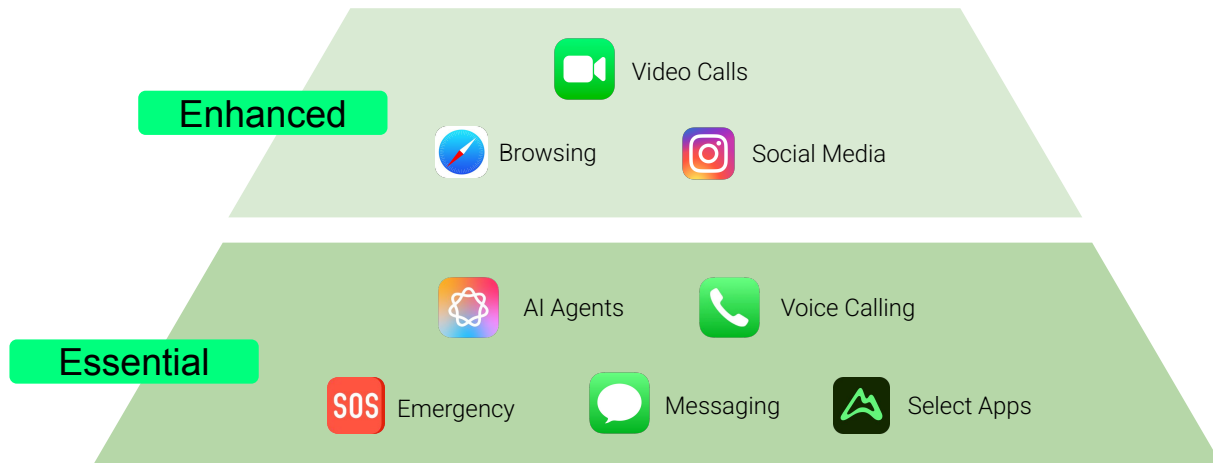 Video Calls
Enhanced
Browsing
Social Media
AI Agents
Voice Calling
Essential
SOS
Emergency
Messaging
Select Apps